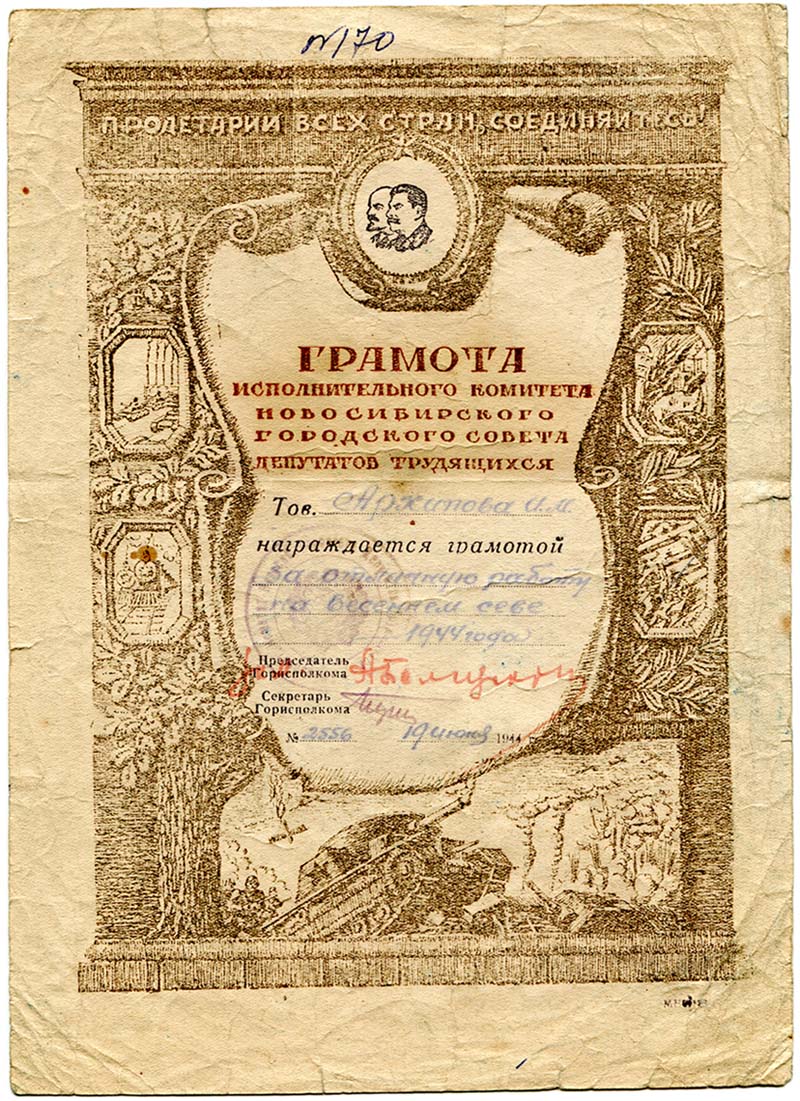 №170
ПРОЛЕТАРИИ ВСЕХ СТРАН, СОЕДИНЯЙТЕСЬ!
ГРАМОТА
ИСПОЛНИТЕЛЬНОГО КОМИТЕТА
НОВОСИБИРСКОГО
ГОРОДСКОГО СОВЕТА
ДЕПУТАТОВ ТРУДЯЩИХСЯ
Тов. Архипова И.М.
награждается грамотой
за отличную работу
на весеннем севе
1944 года
Председатель
Горисполкома
Секретарь
Горисполкома
№ 2556 19 июня 1944 г.